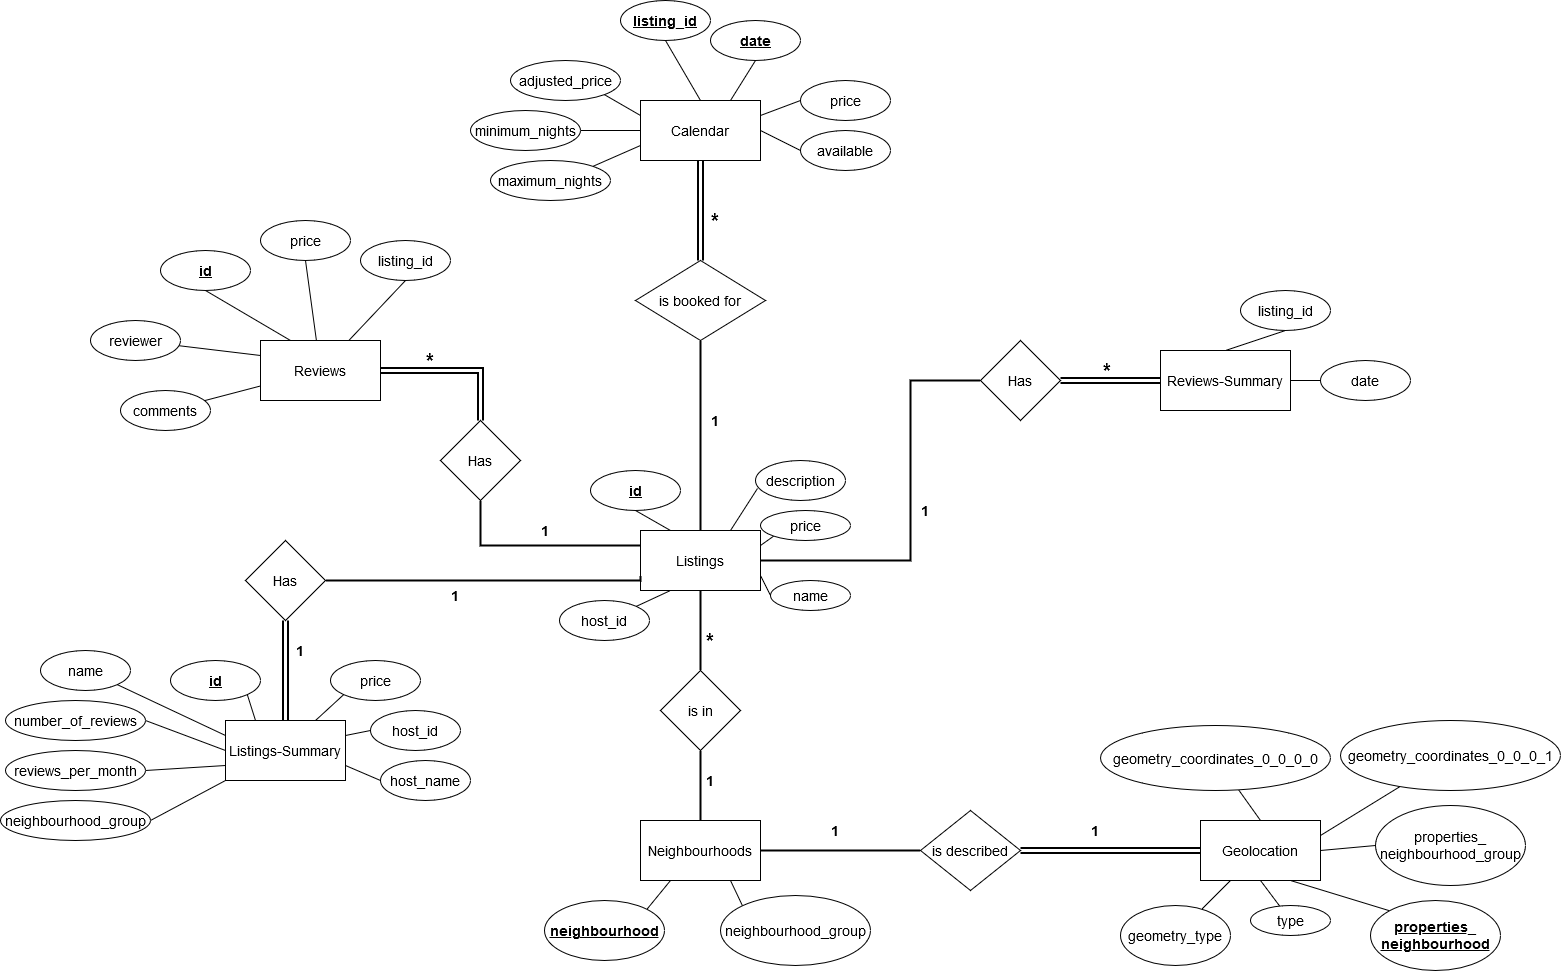 listing_id
date
adjusted_price
price
minimum_nights
Calendar
available
maximum_nights
*
price
listing_id
id
is booked for
listing_id
reviewer
*
Reviews
*
Has
Reviews-Summary
date
comments
1
Has
description
id
1
price
1
Listings
Has
name
1
host_id
*
1
name
id
price
is in
number_of_reviews
host_id
Listings-Summary
reviews_per_month
host_name
1
neighbourhood_group
geometry_coordinates_0_0_0_0
geometry_coordinates_0_0_0_1
1
1
Neighbourhoods
is described
Geolocation
properties_
neighbourhood_group
neighbourhood
neighbourhood_group
geometry_type
type
properties_
neighbourhood